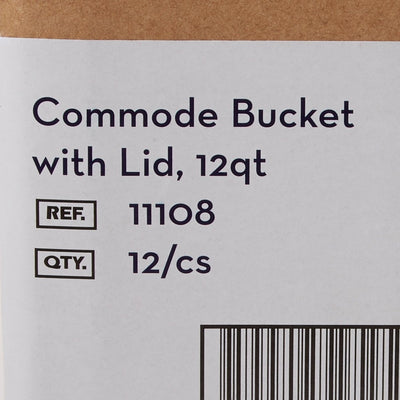 Commode Bucket
with Lid, 12qt
REF. 11108
QTY. 12/cs